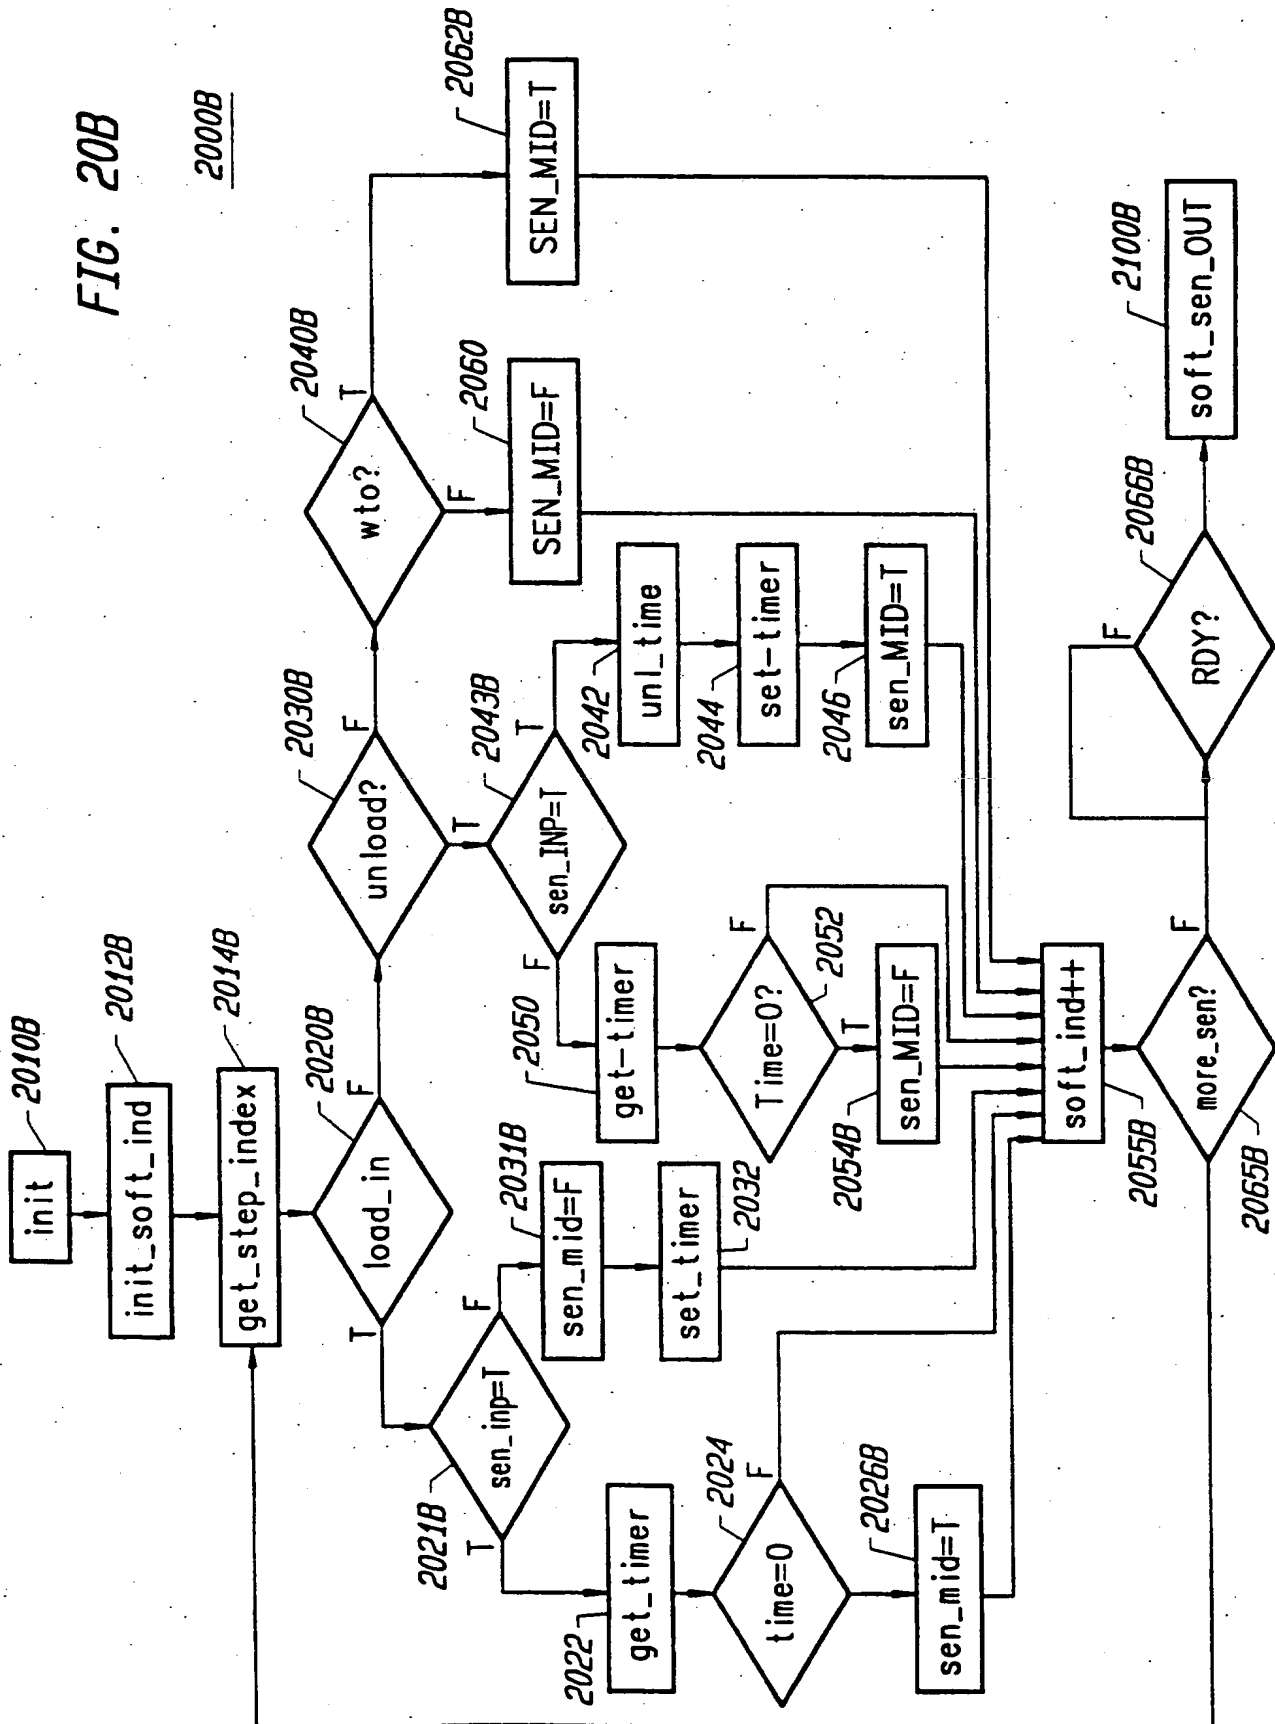 FIG. 20B
2000B
init
2010B
init_soft_ind
2012B
get_step_index
2014B
load_in
2020B
T
F
unload?
2030B
T
F
wto?
2040B
T
F
SEN_MID=T
2062B
SEN_MID=F
2060
sen_INP=T
2043B
T
F
unl_time
2042
set-timer
2044
sen_MID=T
2046
get-timer
2050
Time=0?
2052
F
T
sen_MID=F
2054B
sen_inp=T
2021B
T
F
sen_mid=F
2031B
set_timer
2032
get_timer
2022
time=0
2024
F
sen_mid=T
2026B
soft_ind++
2055B
more_sen?
2065B
F
RDY?
2066B
F
soft_sen_OUT
2100B